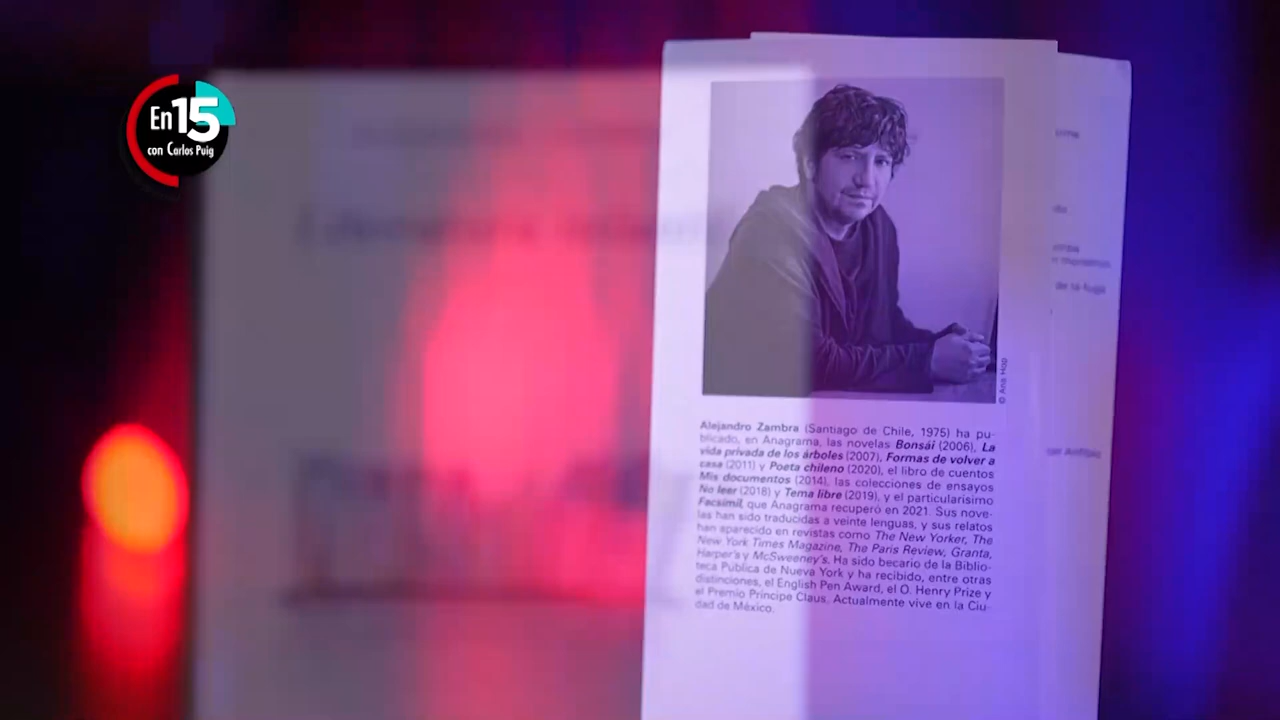 En 15
con Carlos Puig
© Ana Hop
Alejandro Zambra (Santiago de Chile, 1975) ha pu-
blicado, en Anagrama, las novelas Bonsái (2006), La
vida privada de los árboles (2007), Formas de volver a
casa (2011) y Poeta chileno (2020), el libro de cuentos
Mis documentos (2014), las colecciones de ensayos
No leer (2018) y Tema libre (2019), y el particularísimo
Facsímil, que Anagrama recuperó en 2021. Sus nove-
las han sido traducidas a veinte lenguas, y sus relatos
han aparecido en revistas como The New Yorker, The
New York Times Magazine, The Paris Review, Granta,
Harper's y McSweeney's. Ha sido becario de la Biblio-
teca Pública de Nueva York y ha recibido, entre otras
distinciones, el English Pen Award, el O. Henry Prize y
el Premio Príncipe Claus. Actualmente vive en la Ciu-
dad de México.
de la fuga